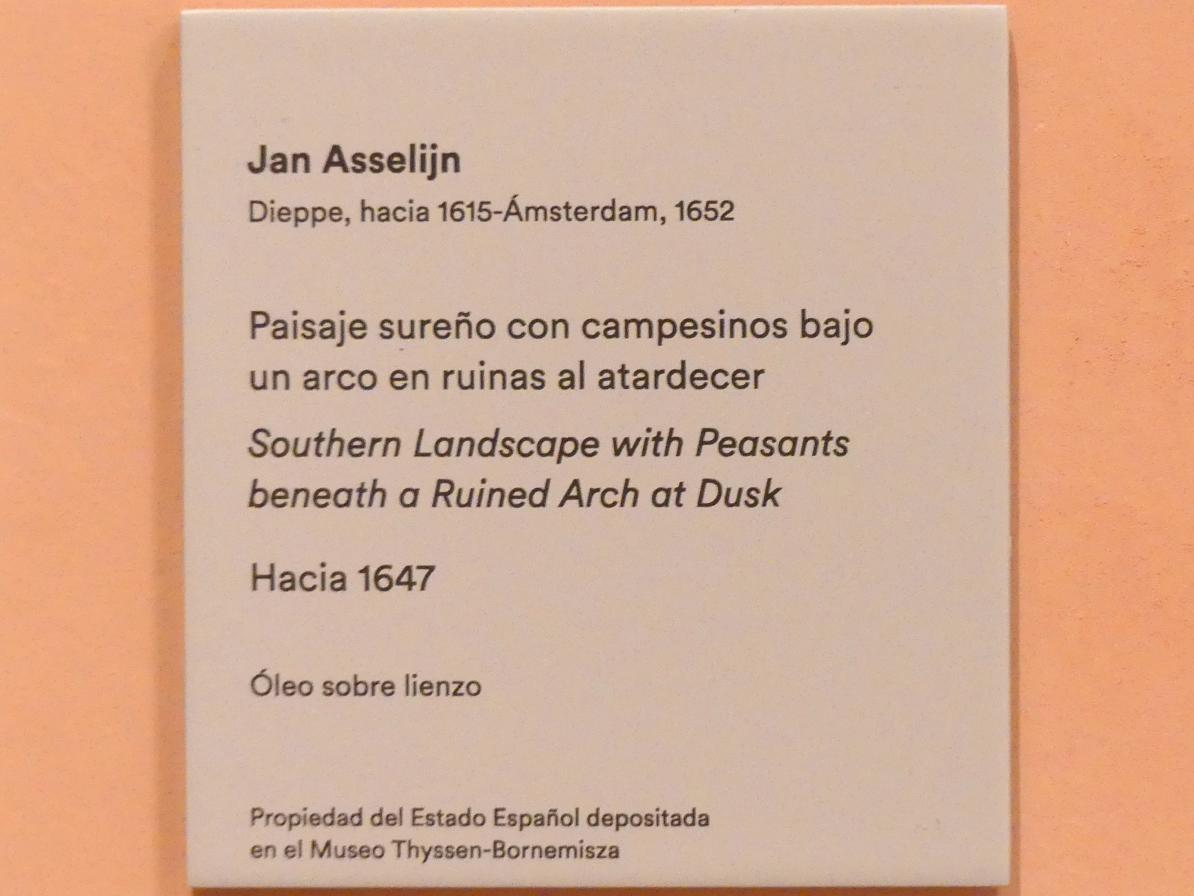 Jan Asselijn
Dieppe, hacia 1615-Ámsterdam, 1652
Paisaje sureño con campesinos bajo
un arco en ruinas al atardecer
Southern Landscape with Peasants
beneath a Ruined Arch at Dusk
Hacia 1647
Óleo sobre lienzo
Propiedad del Estado Español depositada
en el Museo Thyssen-Bornemisza